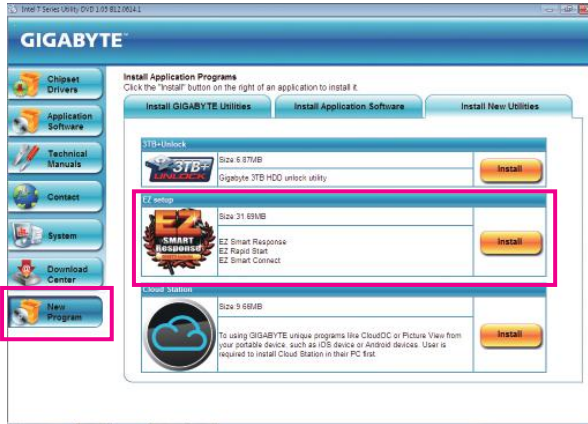 Intel 7 Series Utility DVD 1.05 B12.0614.1
GIGABYTE™
Chipset
Drivers
Application
Software
Technical
Manuals
Contact
System
Download
Center
New
Program
Install Application Programs
Click the "Install" button on the right of an application to install it.
Install GIGABYTE Utilities
Install Application Software
Install New Utilities
3TB+Unlock
3TB+
UNLOCK
Size:6.87MB
Gigabyte 3TB HDD unlock utility
Install
EZ setup
EZ
SMART
Response
Size:31.69MB
EZ Smart Response
EZ Rapid Start
EZ Smart Connect
Install
Cloud Station
Size:9.66MB
To using GIGABYTE unique programs like CloudOC or Picture View from
your portable device, such as iOS device or Android devices. User is
required to install Cloud Station in their PC first.
Install